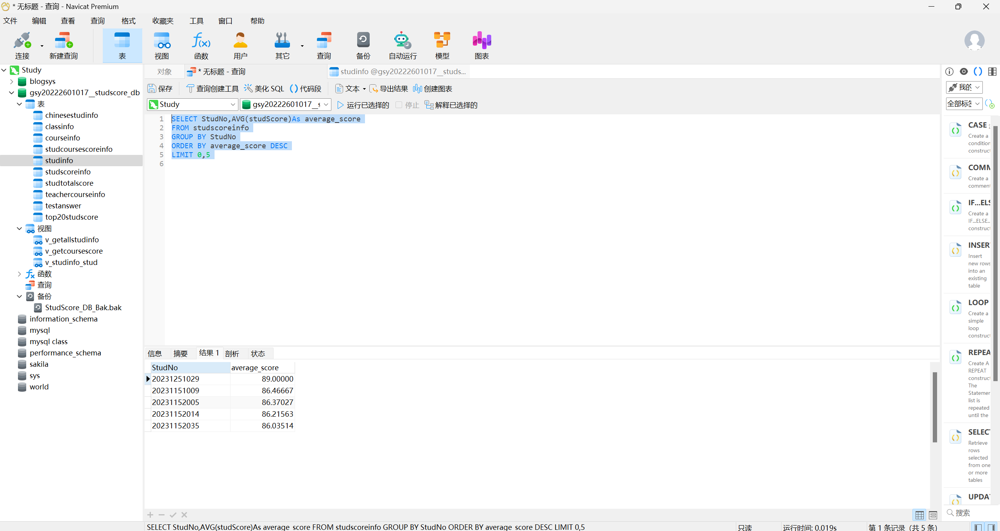 * 无标题 - 查询 - Navicat Premium
文件 编辑 查看 查询 格式 收藏夹 工具 窗口 帮助
连接 新建查询 表 视图 函数 用户 其它 查询 备份 自动运行 模型 图表
Study
blogsys
gsy20222601017__studscore_db
表
chinesestudinfo
classinfo
courseinfo
studcoursescoreinfo
studinfo
studscoreinfo
studtotalscore
teachercourseinfo
testanswer
top20studscore
视图
v_getallstudinfo
v_getcoursescore
v_studinfo_stud
函数
查询
备份
StudScore_DB_Bak.bak
information_schema
mysql
mysql class
performance_schema
sakila
sys
world
对象 * 无标题 - 查询 studinfo @gsy20222601017__studs...
保存 查询创建工具 美化 SQL 代码段 文本 导出结果 创建图表
Study gsy20222601017__s 运行已选择的 停止 解释已选择的
1 SELECT StudNo,AVG(studScore)As average_score
2 FROM studscoreinfo
3 GROUP BY StudNo
4 ORDER BY average_score DESC
5 LIMIT 0,5
6
信息 摘要 结果 1 剖析 状态
StudNo average_score
20231251029 89.00000
20231151009 86.46667
20231152005 86.37027
20231152014 86.21563
20231152035 86.03514
SELECT StudNo,AVG(studScore)As average_score FROM studscoreinfo GROUP BY StudNo ORDER BY average_score DESC LIMIT 0,5
只读 运行时间: 0.019s 第 1 条记录 (共 5 条)
我的
全部标签
CASE
Create a
condition
construct
COMM
Create a
comment
IF...ELS
Create a
IF...ELSE...
construct
INSER
Insert
new rows
into an
existing
table
LOOP
Create a
simple
loop
construct
REPEA
Create A
REPEAT
construct
The
Statemer
list is
repeated
until the
SELECT
Retrieve
rows
selected
from one
or more
tables
UPDAT
搜索